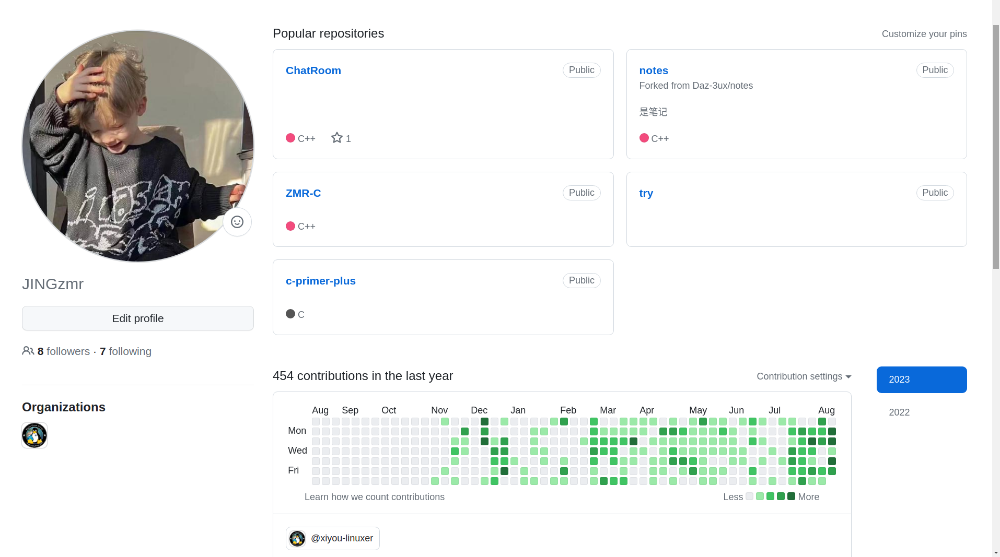 Popular repositories
Customize your pins
ChatRoom
Public
C++
1
notes
Public
Forked from Daz-3ux/notes
是笔记
C++
ZMR-C
Public
C++
try
Public
c-primer-plus
Public
C
JINGzmr
Edit profile
8 followers · 7 following
Organizations
454 contributions in the last year
Contribution settings
2023
2022
Aug Sep Oct Nov Dec Jan Feb Mar Apr May Jun Jul Aug
Mon
Wed
Fri
Learn how we count contributions
Less
More
@xiyou-linuxer